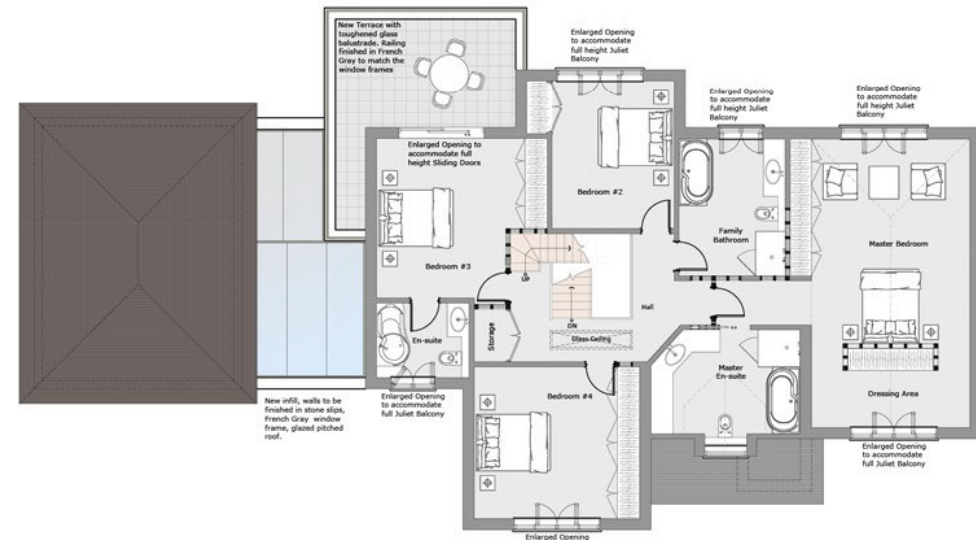 New Terrace with
toughened glass
balustrade. Railing
finished in French
Gray to match the
window frames
Enlarged Opening
to accommodate
full height Juliet
Balcony
Enlarged Opening
to accommodate
full height Juliet
Balcony
Enlarged Opening
to accommodate
full height Juliet
Balcony
Enlarged Opening to
accommodate full
height Sliding Doors
Bedroom #2
Family
Bathroom
Master Bedroom
Bedroom #3
UP
Hall
DN
Glass Ceiling
Storage
En-suite
Master
En-suite
Dressing Area
Bedroom #4
New infill, walls to be
finished in stone slips,
French Gray window
frame, glazed pitched
roof.
Enlarged Opening
to accommodate
full Juliet Balcony
Enlarged Opening
to accommodate
full Juliet Balcony
Enlarged Opening